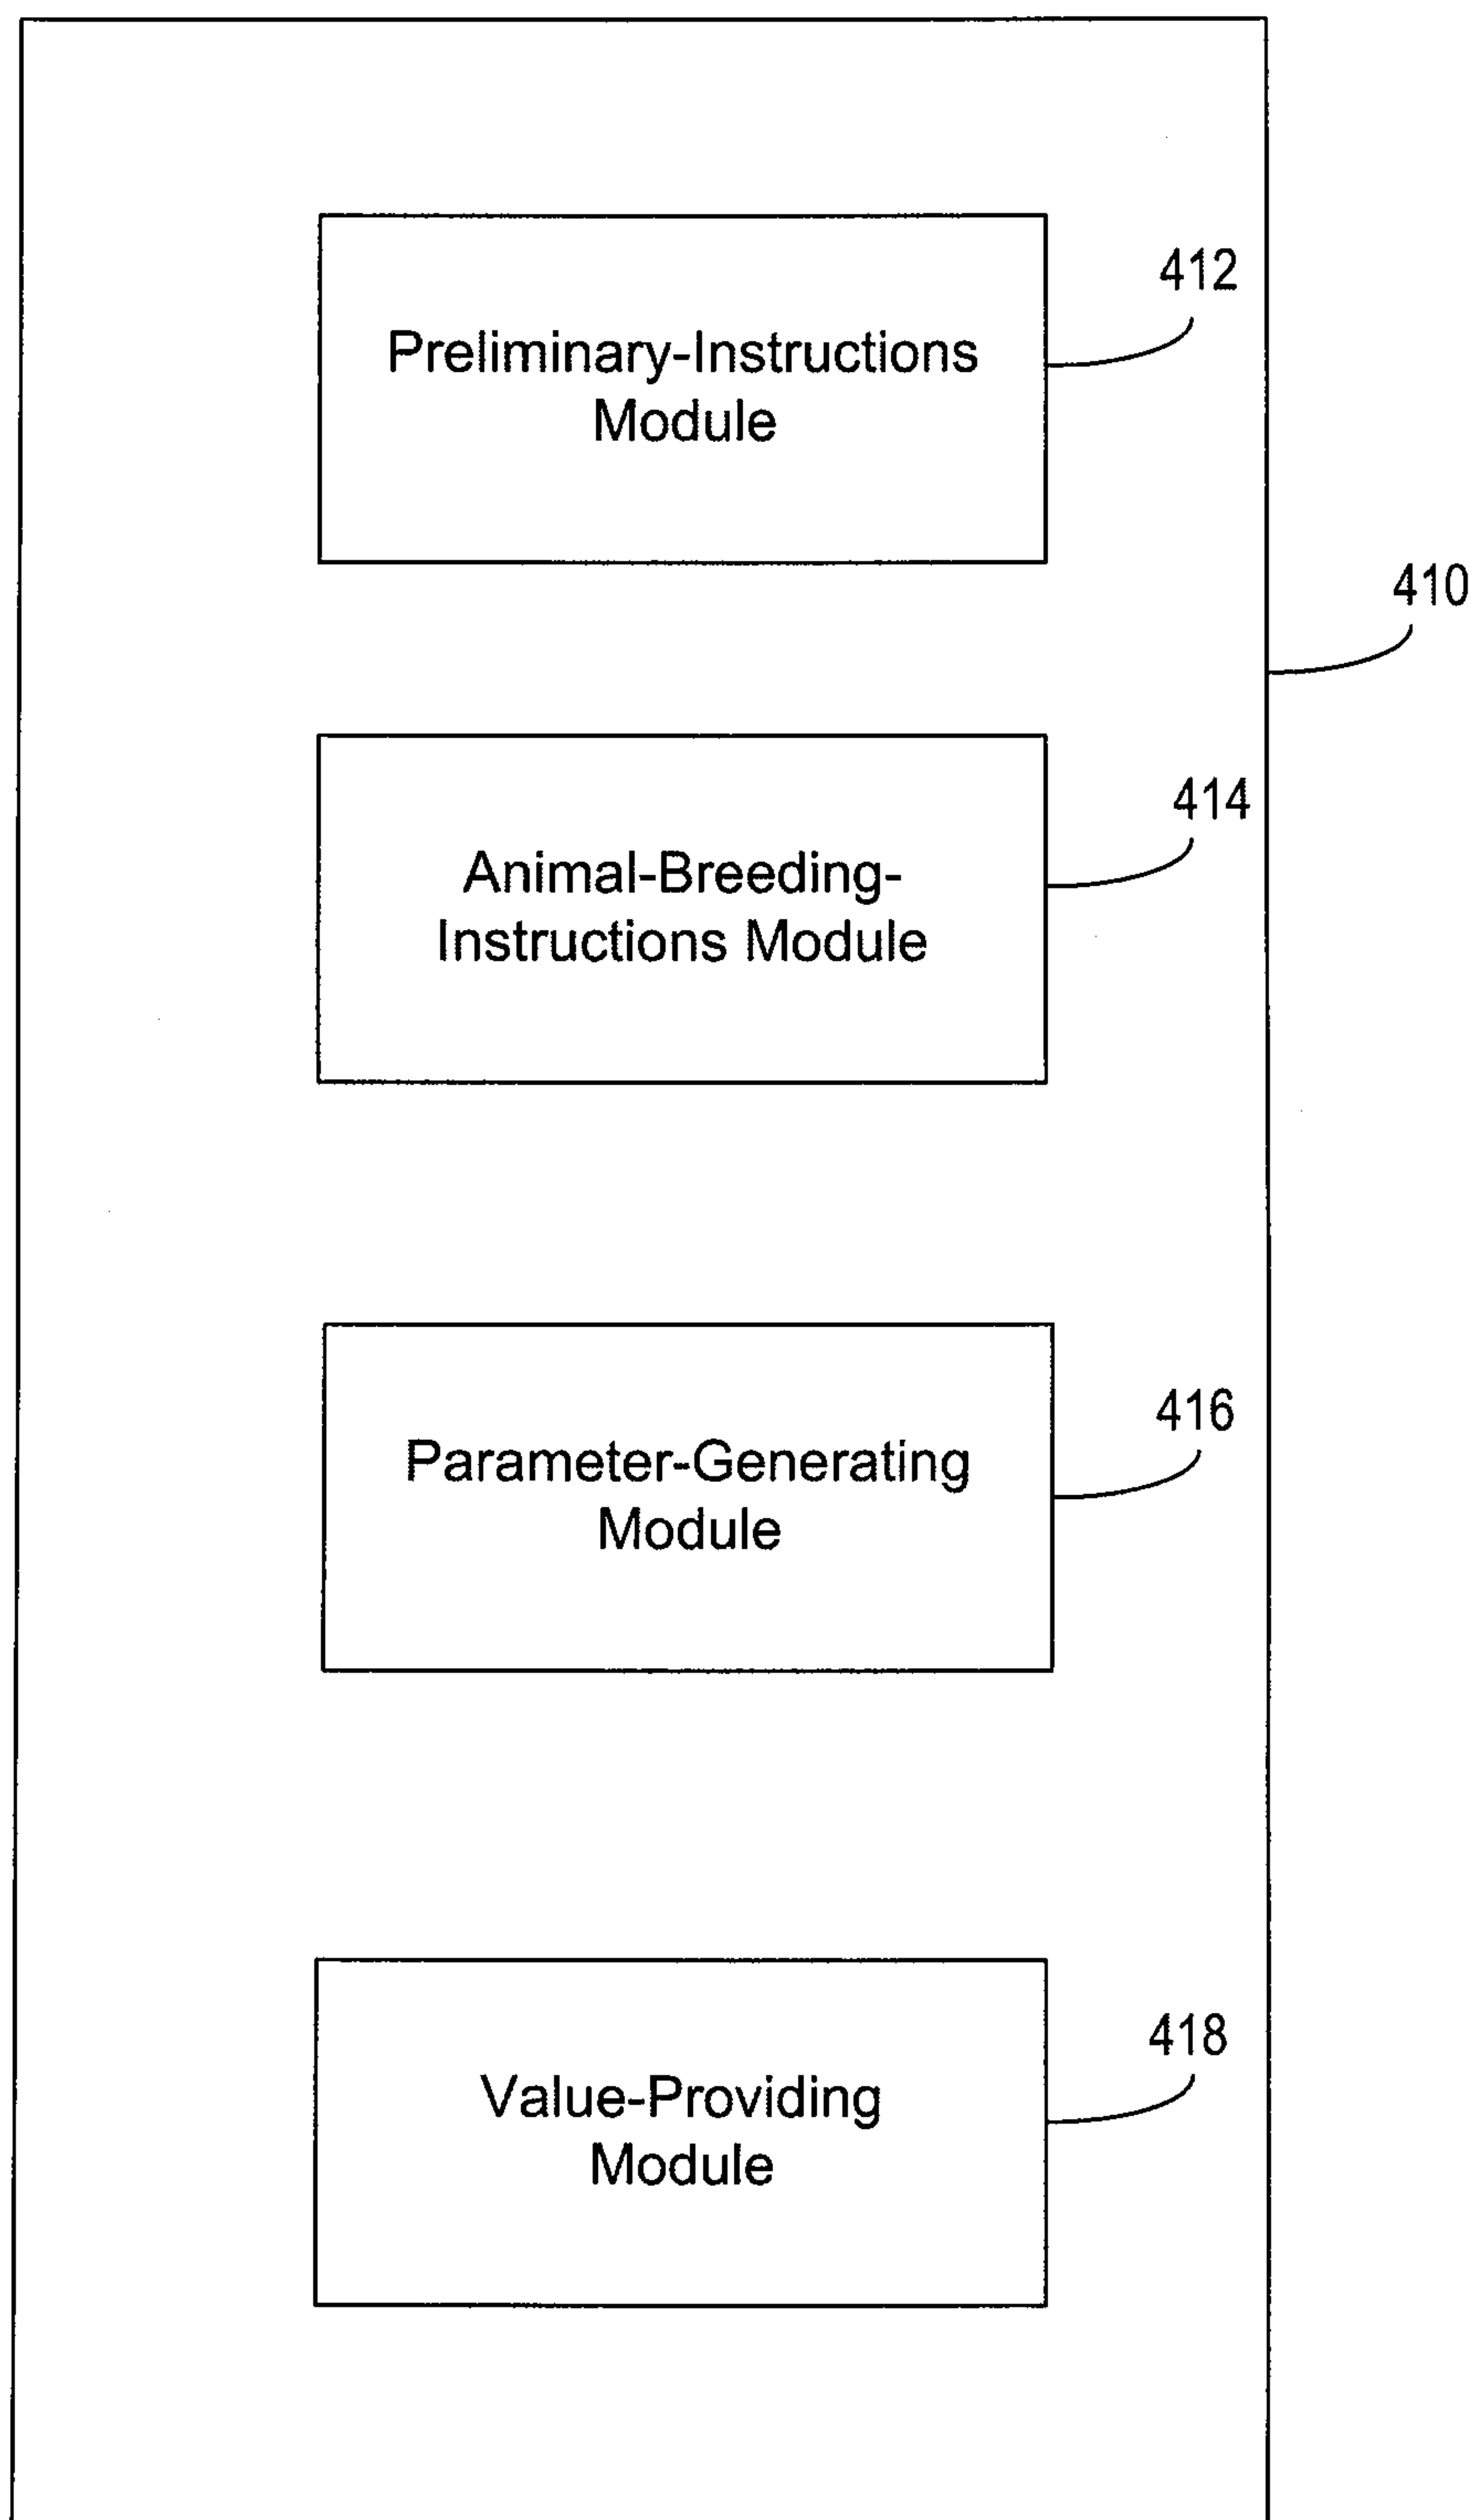 412
Preliminary-Instructions
Module
410
414
Animal-Breeding-
Instructions Module
416
Parameter-Generating
Module
418
Value-Providing
Module